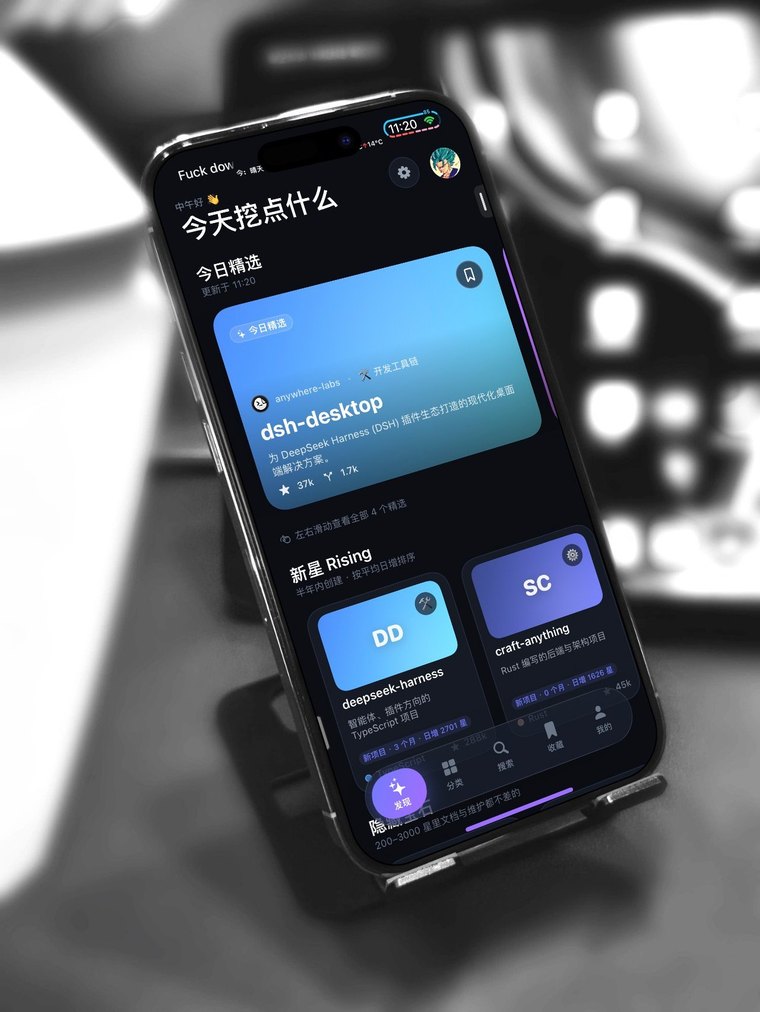 Fuck dow
今：晴天
14°C
11:20
85
中午好 👋
今天挖点什么
今日精选
更新于 11:20
今日精选
anywhere-labs · 开发工具链
dsh-desktop
为 DeepSeek Harness (DSH) 插件生态打造的现代化桌面
端解决方案。
37k 1.7k
左右滑动查看全部 4 个精选
新星 Rising
半年内创建 · 按平均日增排序
DD
deepseek-harness
智能体、插件方向的
TypeScript 项目
新项目 · 3 个月 · 日增 2701 星
TypeScript 288k
SC
craft-anything
Rust 编写的后端与架构项目
新项目 · 0 个月 · 日增 1626 星
Rust 45k
发现
分类
搜索
收藏
我的
200–3000 星里文档与维护都不差的